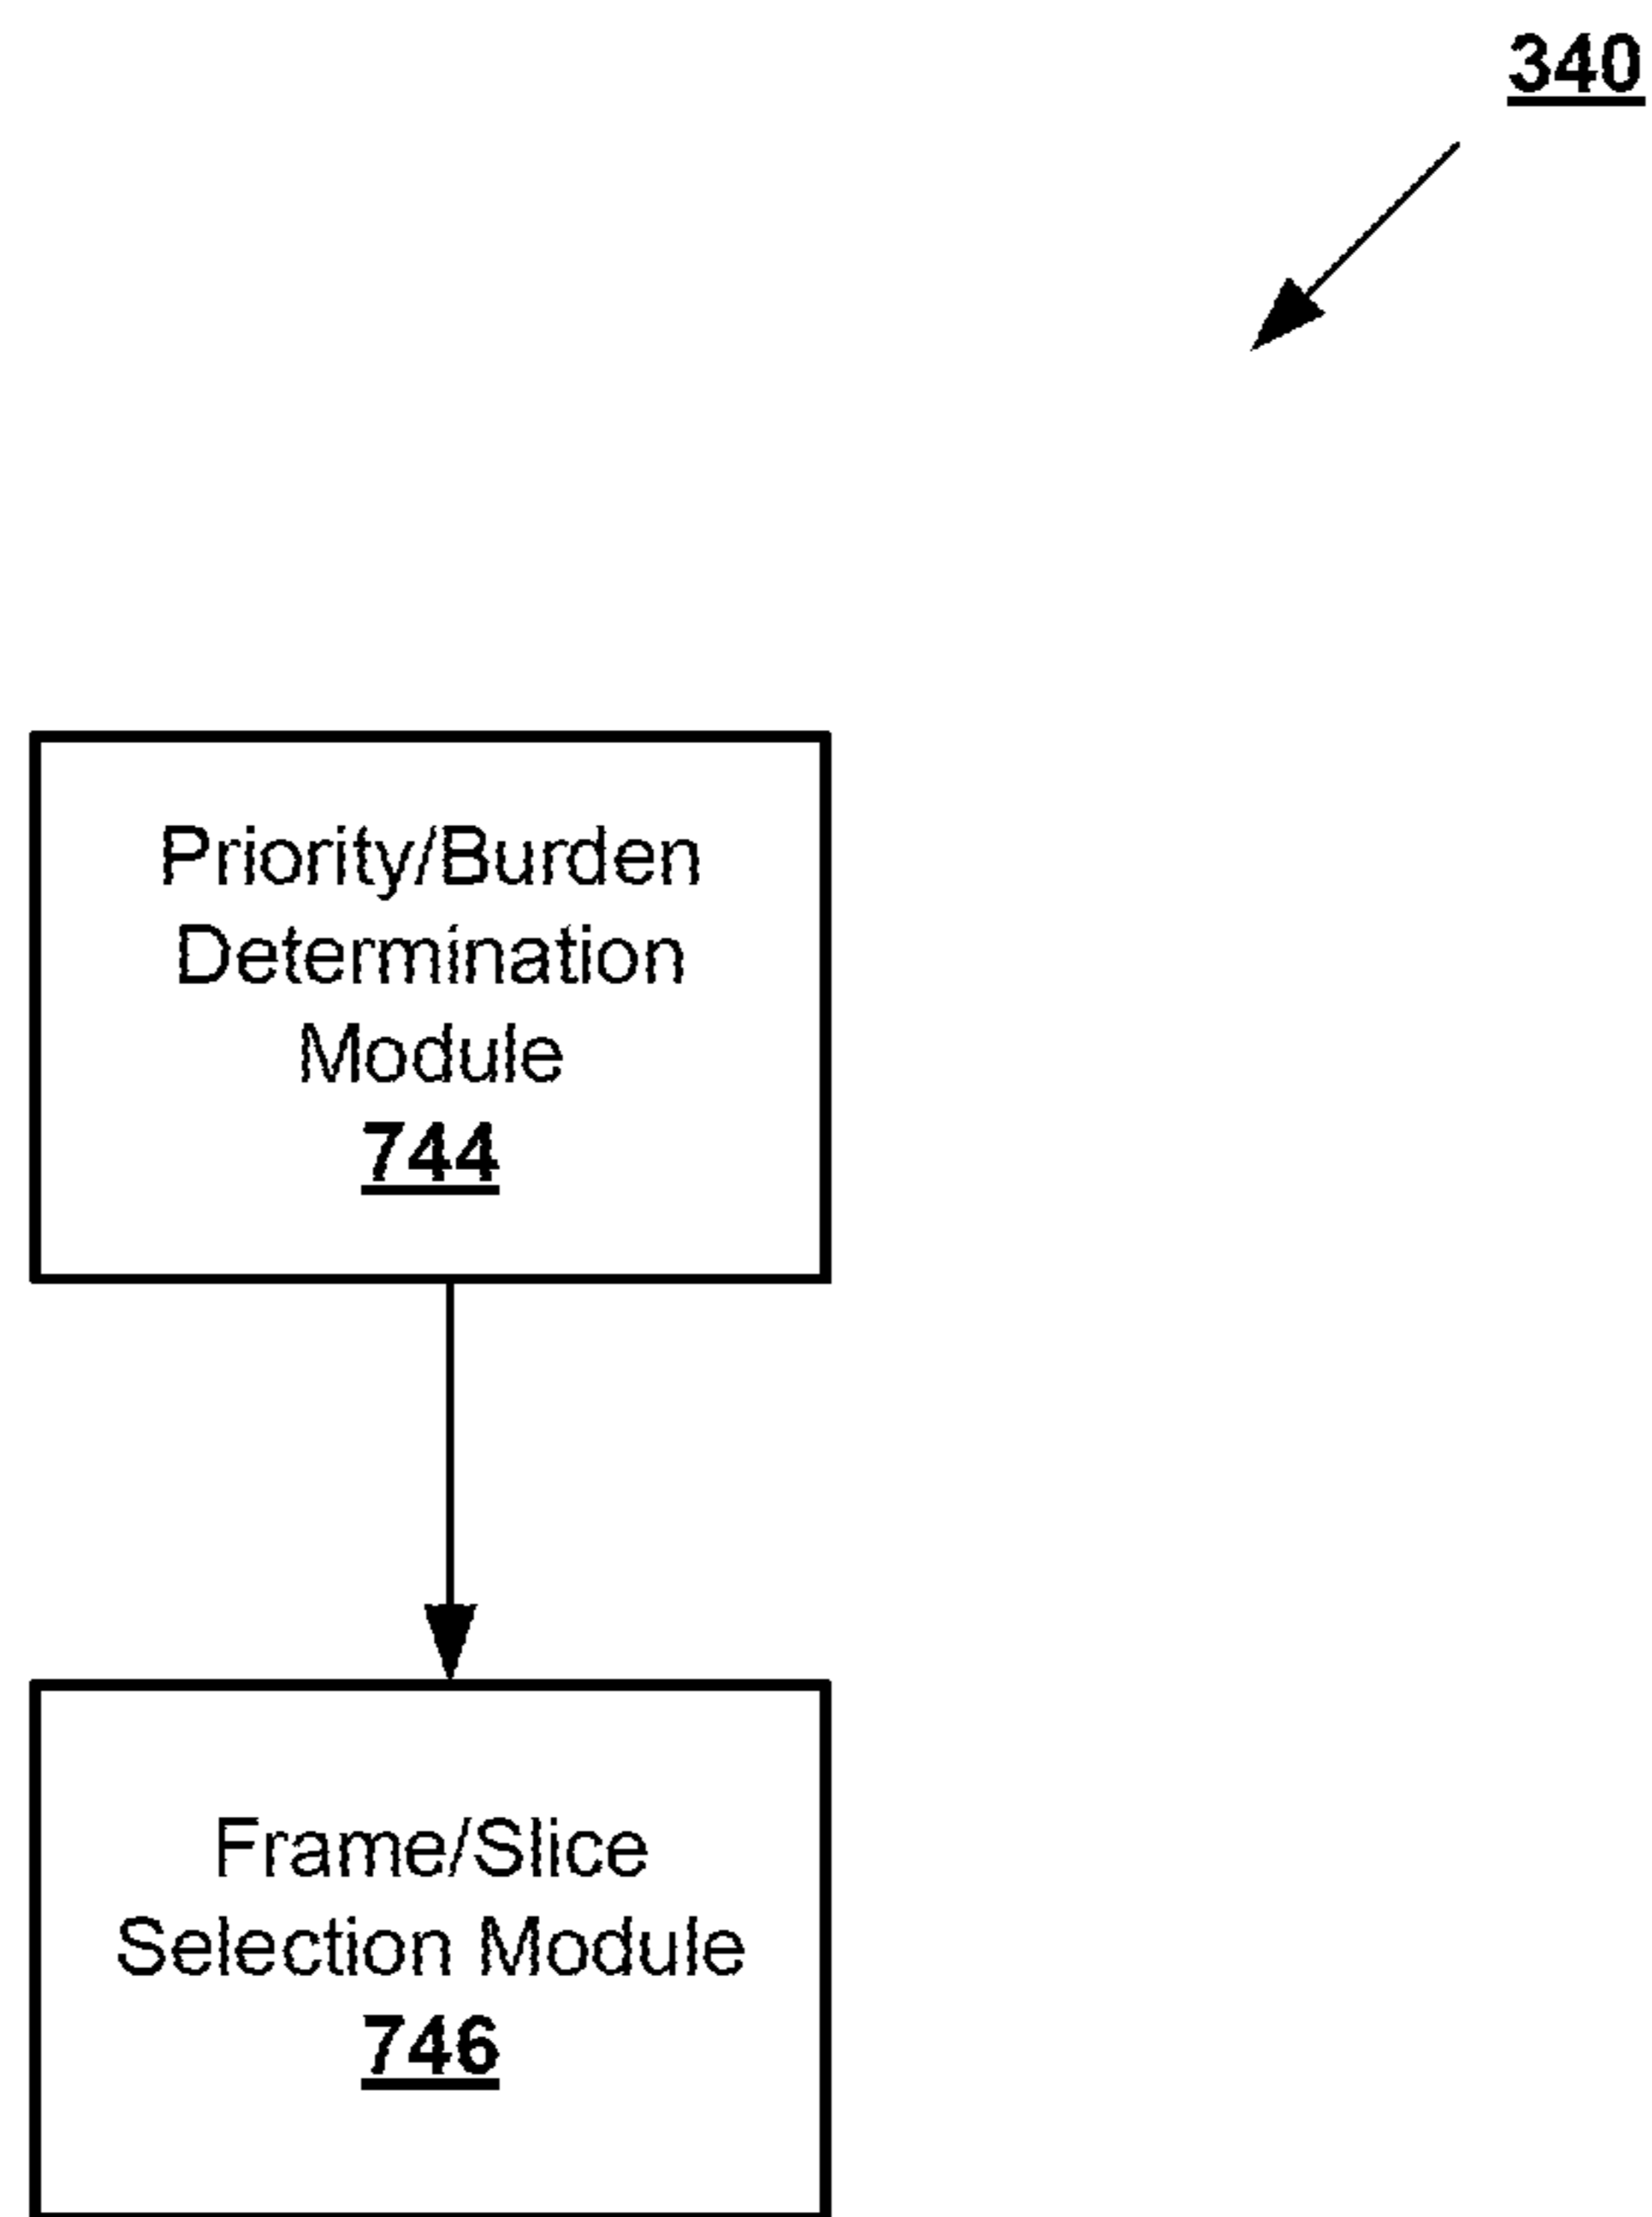 340
Priority/Burden
Determination
Module
744
Frame/Slice
Selection Module
746